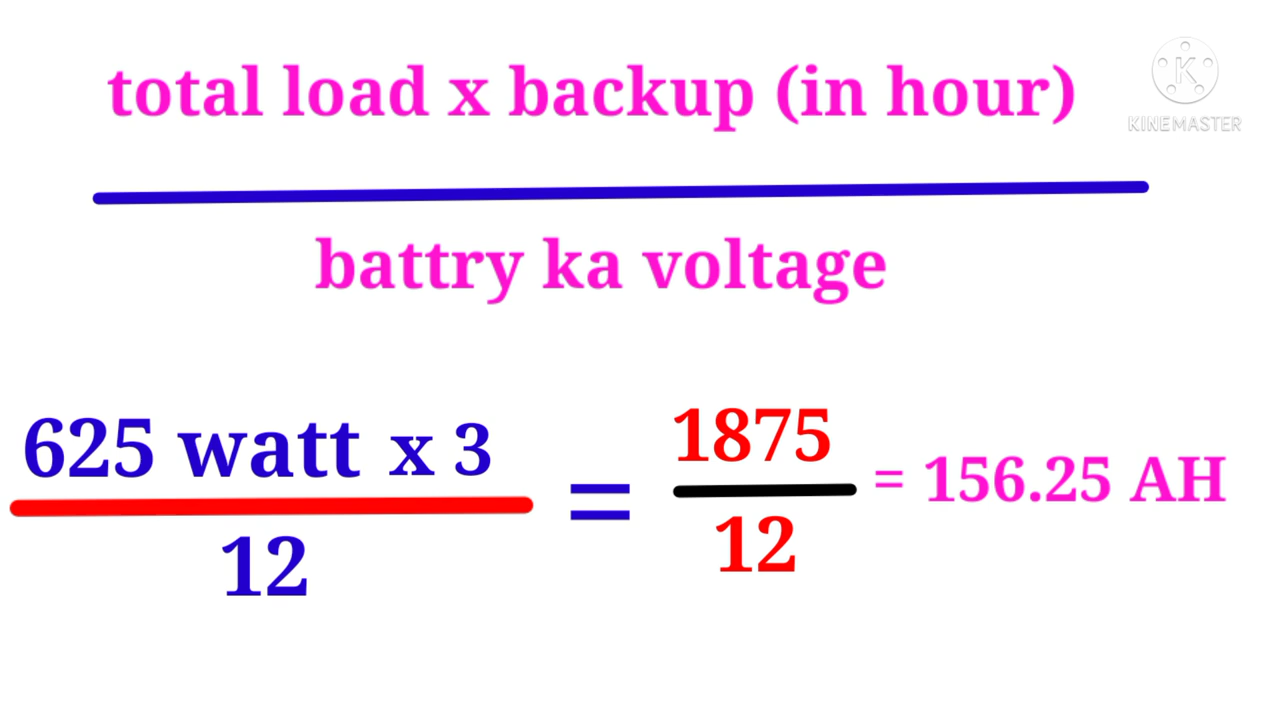 total load x backup (in hour)
KINEMASTER
battry ka voltage
625 watt x 3
12
=
1875
12
= 156.25 AH